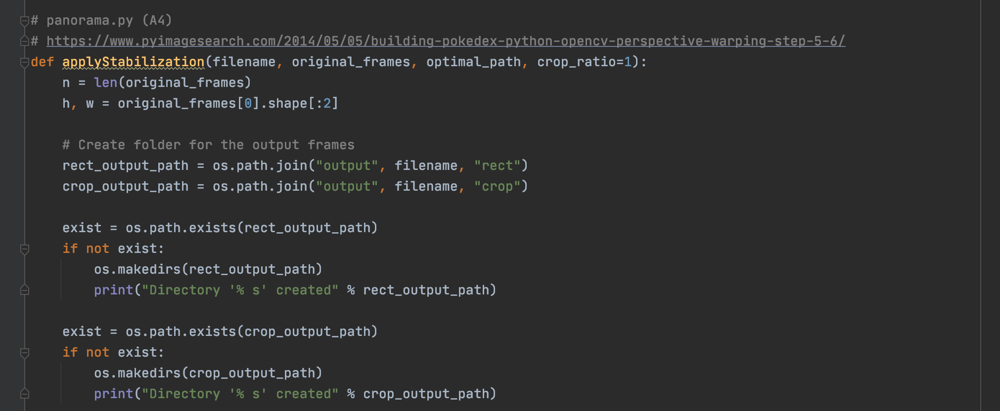 # panorama.py (A4)
# https://www.pyimagesearch.com/2014/05/05/building-pokedex-python-opencv-perspective-warping-step-5-6/
def applyStabilization(filename, original_frames, optimal_path, crop_ratio=1):
    n = len(original_frames)
    h, w = original_frames[0].shape[:2]

    # Create folder for the output frames
    rect_output_path = os.path.join("output", filename, "rect")
    crop_output_path = os.path.join("output", filename, "crop")

    exist = os.path.exists(rect_output_path)
    if not exist:
        os.makedirs(rect_output_path)
        print("Directory '% s' created" % rect_output_path)

    exist = os.path.exists(crop_output_path)
    if not exist:
        os.makedirs(crop_output_path)
        print("Directory '% s' created" % crop_output_path)